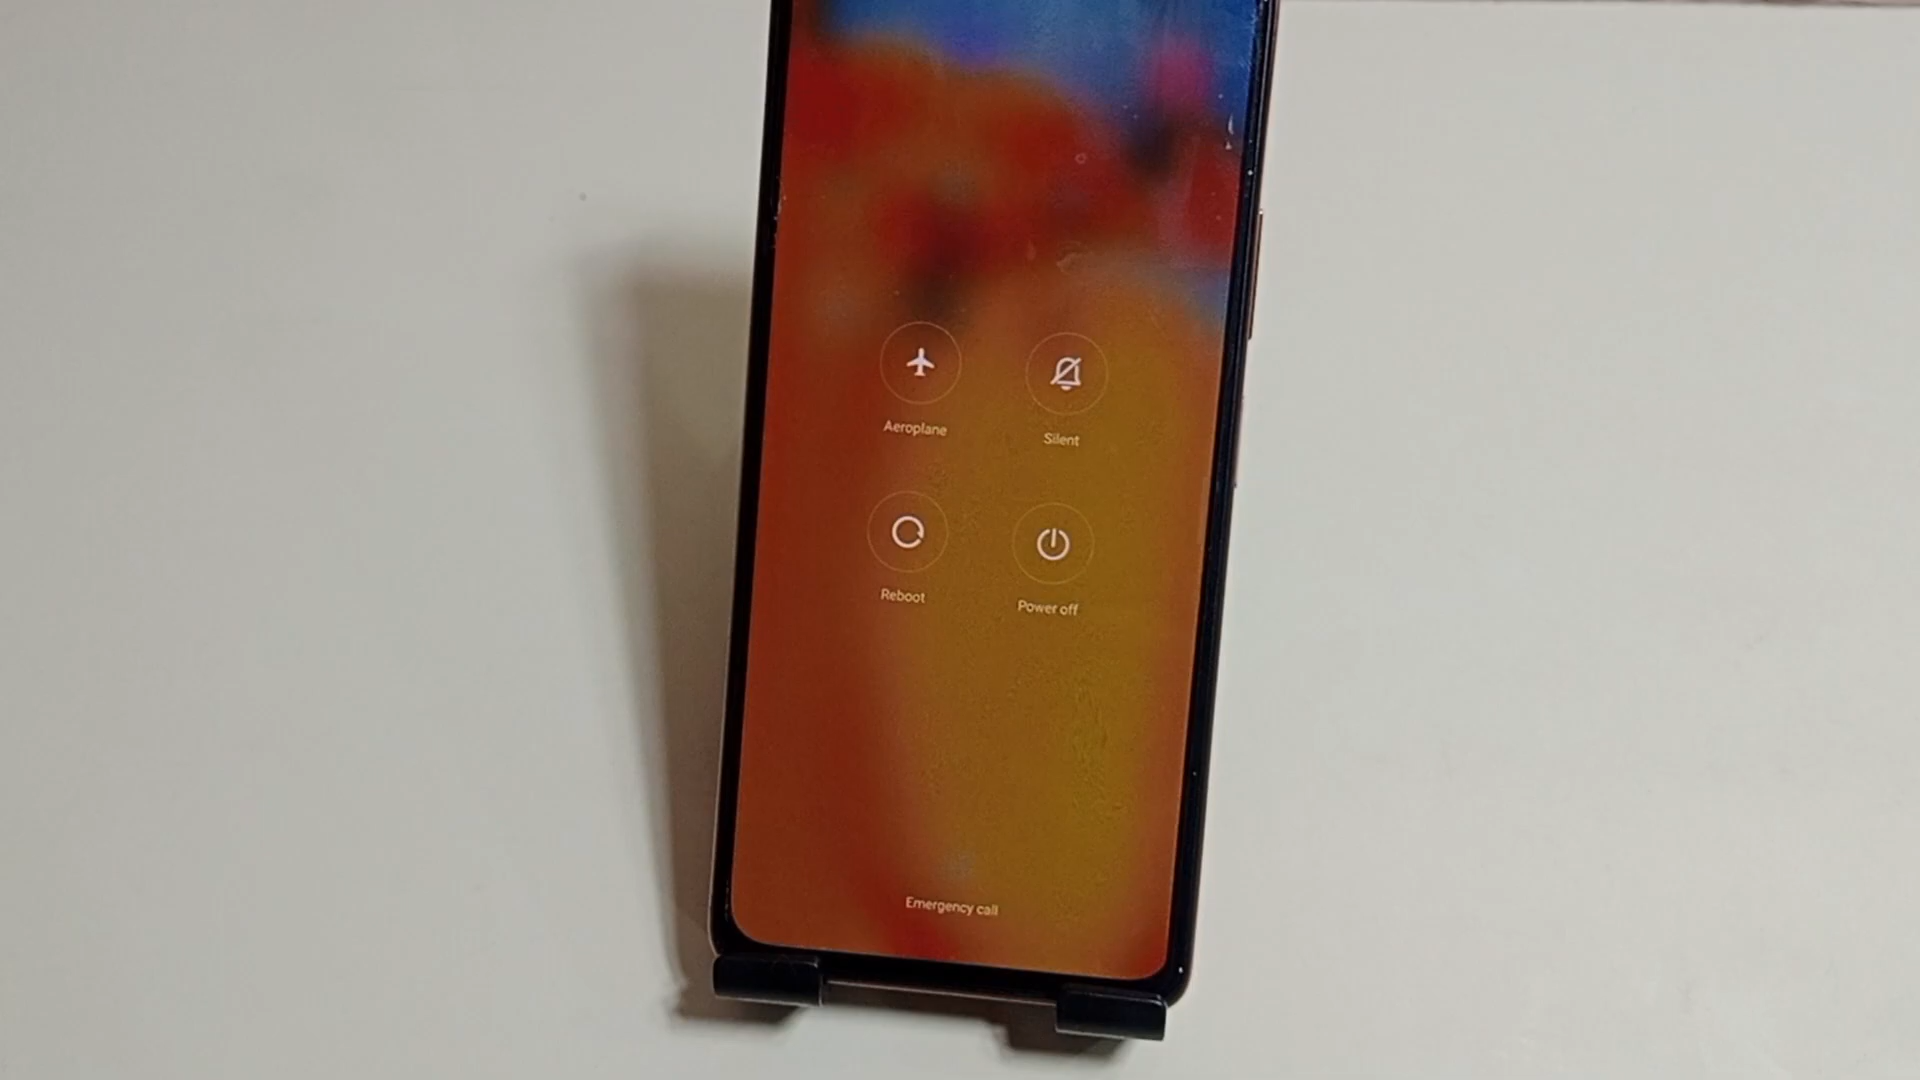 Aeroplane
Silent
Reboot
Power off
Emergency call